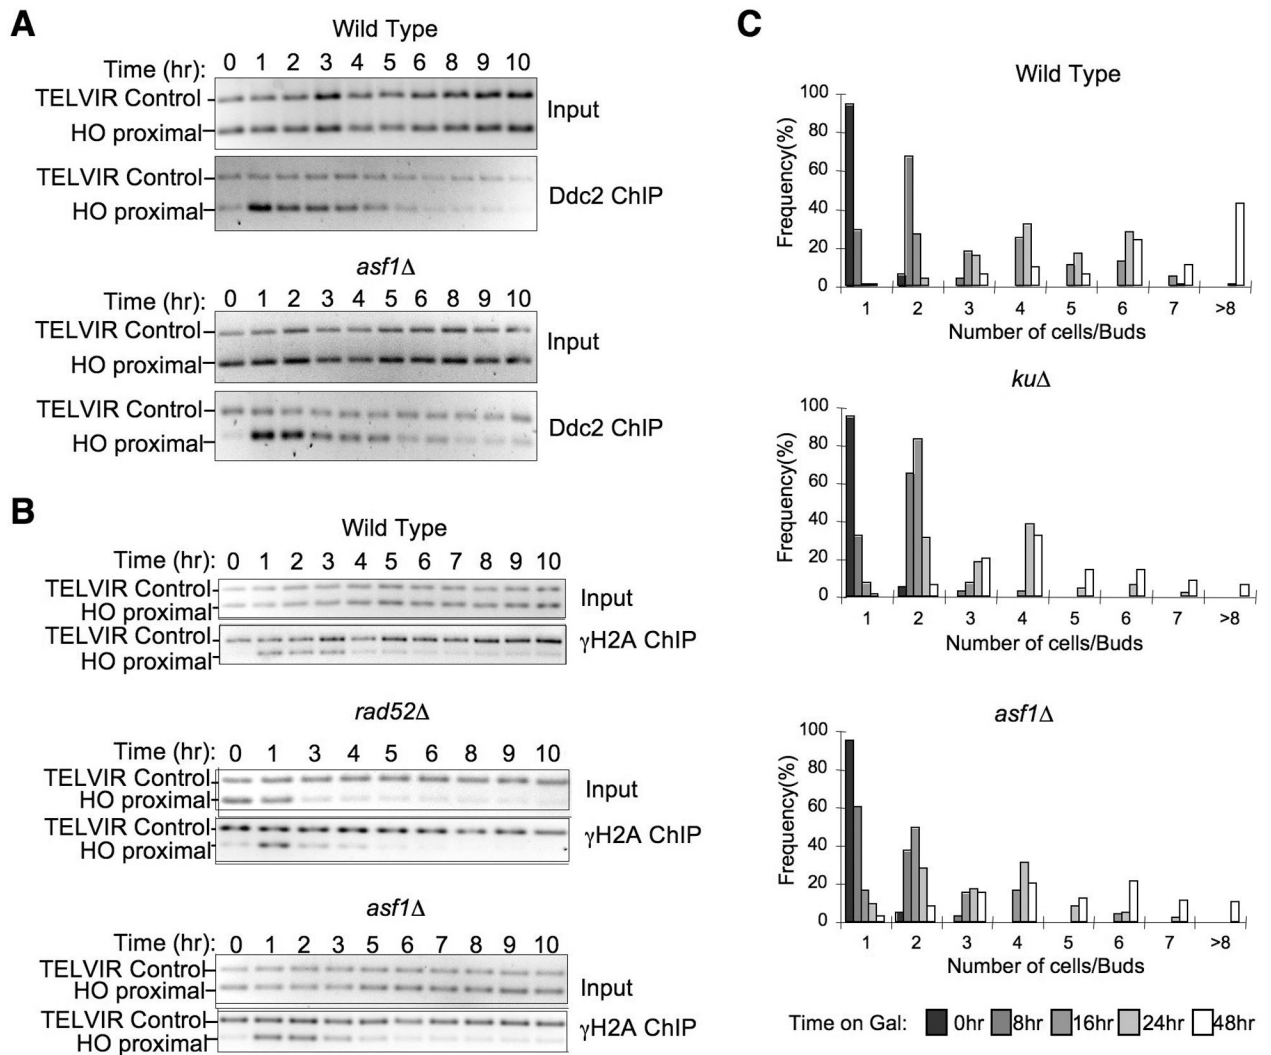 A
Wild Type
Time (hr): 0 1 2 3 4 5 6 8 9 10
TELVIR Control
HO proximal
Input
TELVIR Control
HO proximal
Ddc2 ChIP
asf1Δ
Time (hr): 0 1 2 3 4 5 6 8 9 10
TELVIR Control
HO proximal
Input
TELVIR Control
HO proximal
Ddc2 ChIP
B
Wild Type
Time (hr): 0 1 2 3 4 5 6 7 8 9 10
TELVIR Control
HO proximal
Input
TELVIR Control
HO proximal
γH2A ChIP
rad52Δ
Time (hr): 0 1 3 4 5 6 8 9 10
TELVIR Control
HO proximal
Input
TELVIR Control
HO proximal
γH2A ChIP
asf1Δ
Time (hr): 0 1 2 3 5 6 7 8 9 10
TELVIR Control
HO proximal
Input
TELVIR Control
HO proximal
γH2A ChIP
C
Wild Type
Frequency(%)
100
80
60
40
20
0
1 2 3 4 5 6 7 >8
Number of cells/Buds
kuΔ
Frequency(%)
100
80
60
40
20
0
1 2 3 4 5 6 7 >8
Number of cells/Buds
asf1Δ
Frequency(%)
100
80
60
40
20
0
1 2 3 4 5 6 7 >8
Number of cells/Buds
Time on Gal: 0hr 8hr 16hr 24hr 48hr